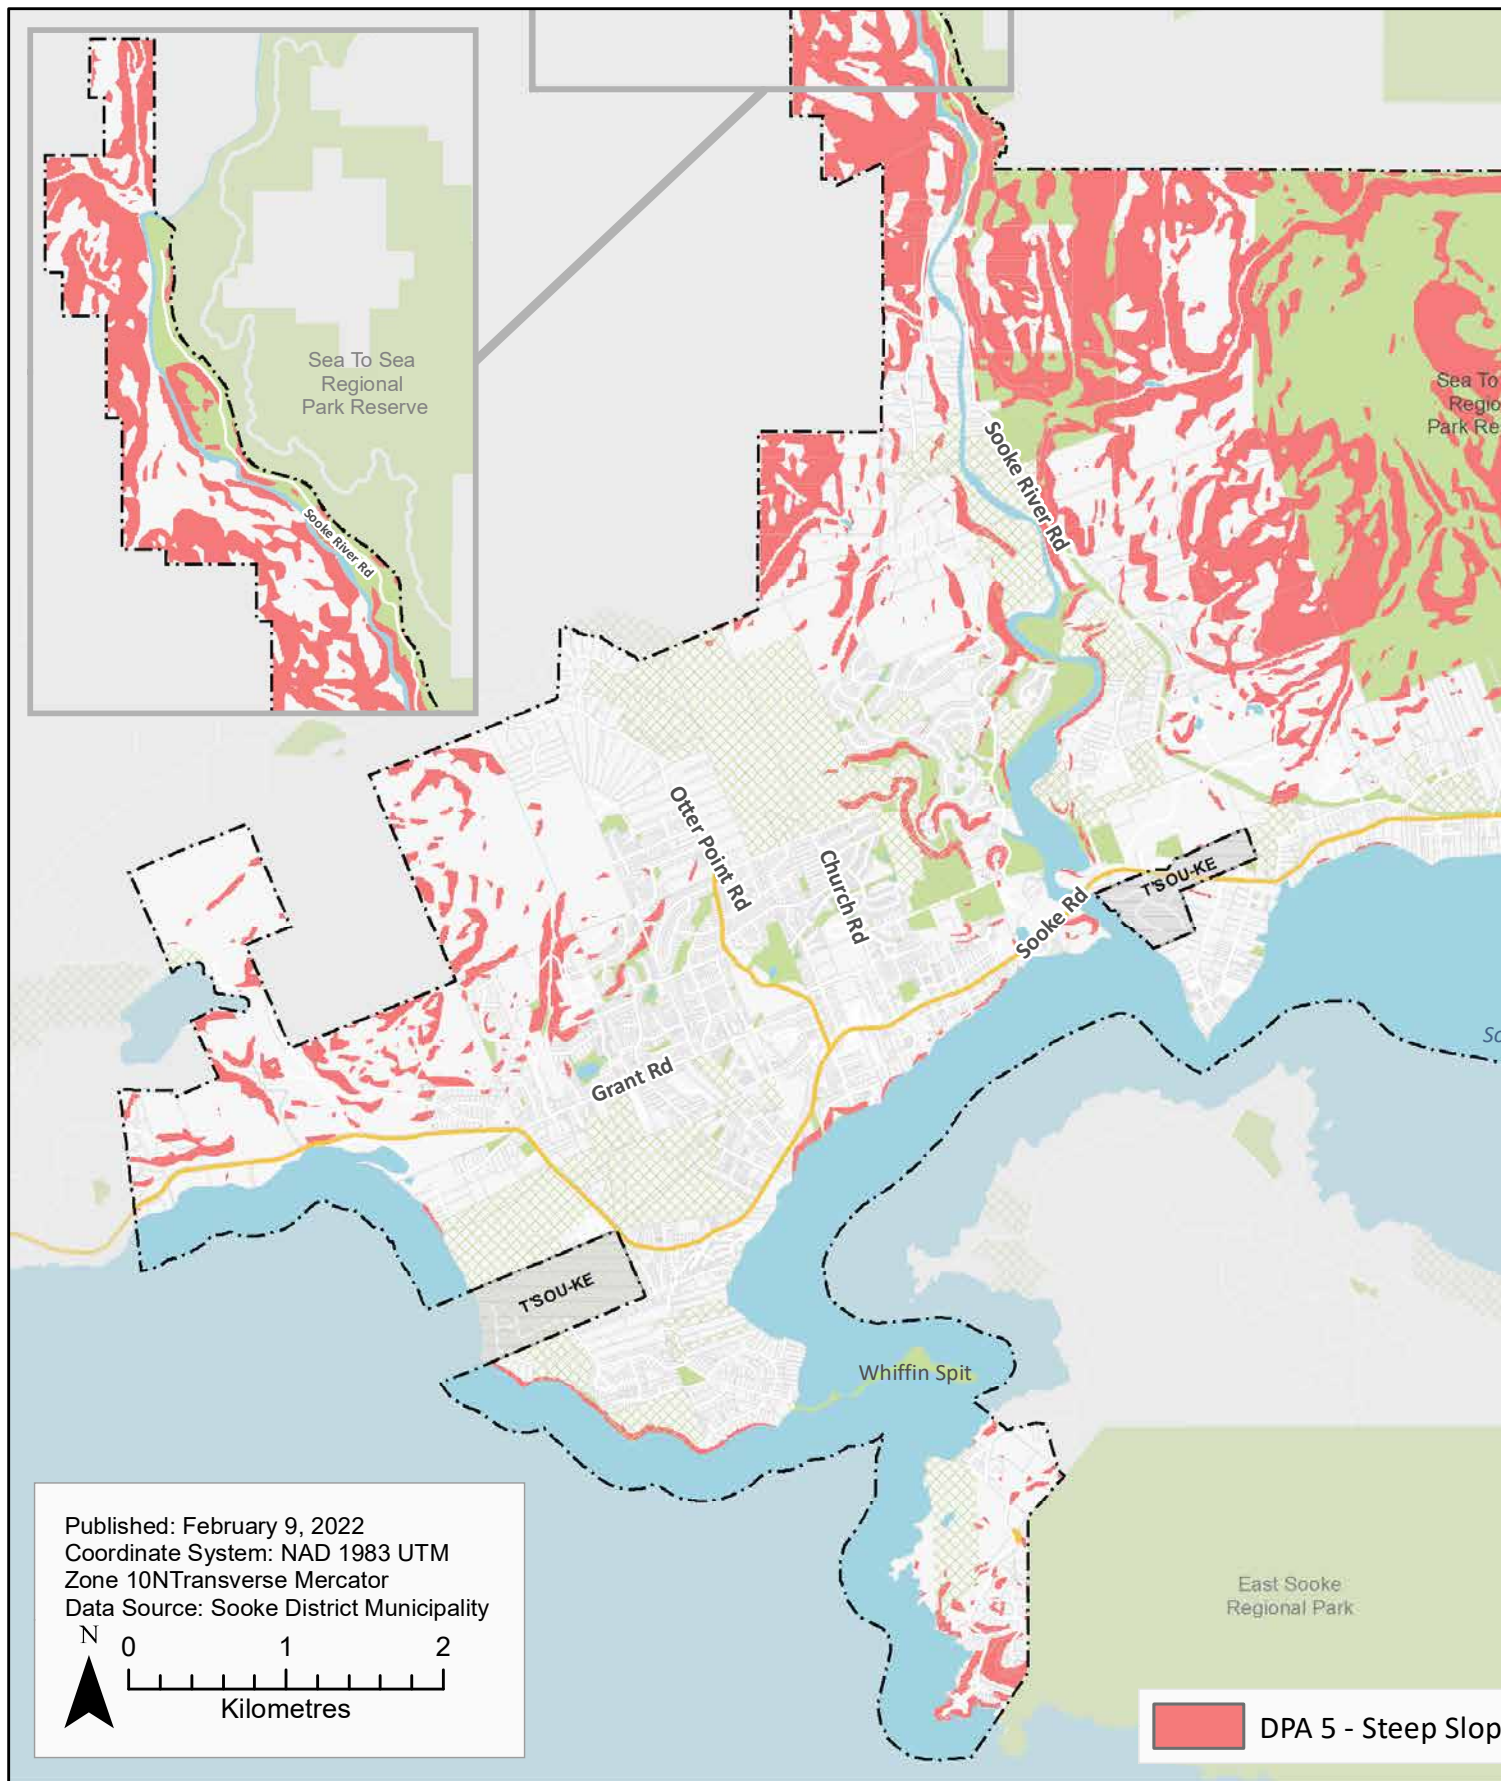 Sea To Sea
Regional
Park Reserve
Sooke River Rd
Sea To
Regio
Park Re
Sooke River Rd
Otter Point Rd
Church Rd
T'SOU-KE
Sooke Rd
So
Grant Rd
T'SOU-KE
Whiffin Spit
East Sooke
Regional Park
Published: February 9, 2022
Coordinate System: NAD 1983 UTM
Zone 10NTransverse Mercator
Data Source: Sooke District Municipality
N
0 1 2
Kilometres
DPA 5 - Steep Slop